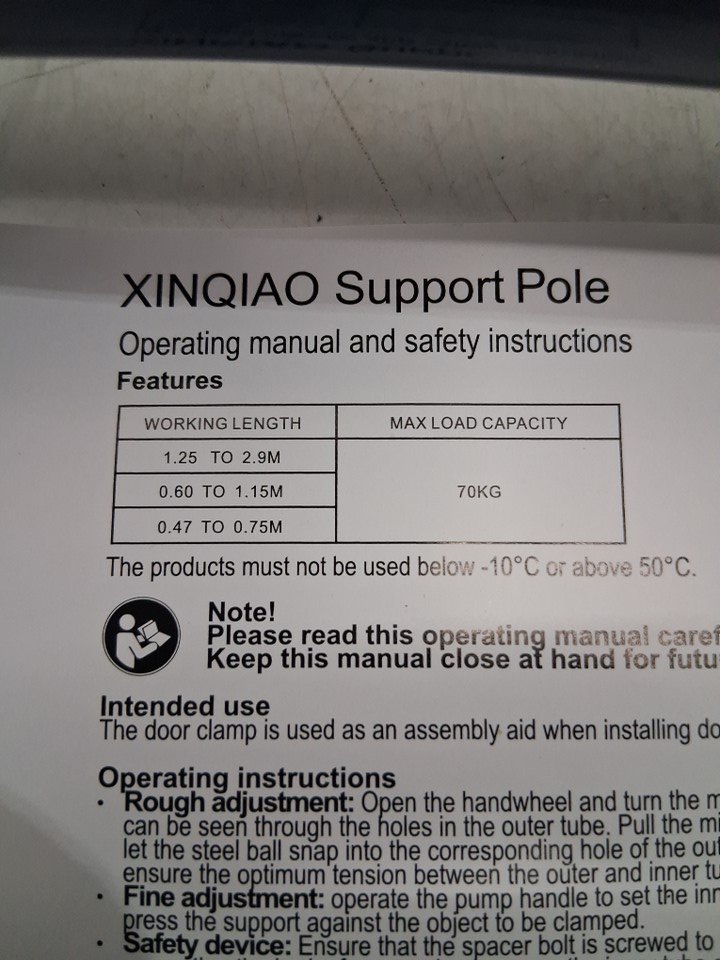 XINQIAO Support Pole
Operating manual and safety instructions
Features
WORKING LENGTH MAX LOAD CAPACITY
1.25 TO 2.9M
0.60 TO 1.15M 70KG
0.47 TO 0.75M
The products must not be used below -10°C or above 50°C.
Note!
Please read this operating manual caref
Keep this manual close at hand for futu
Intended use
The door clamp is used as an assembly aid when installing do
Operating instructions
• Rough adjustment: Open the handwheel and turn the m
can be seen through the holes in the outer tube. Pull the mi
let the steel ball snap into the corresponding hole of the out
ensure the optimum tension between the outer and inner tu
• Fine adjustment: operate the pump handle to set the inn
press the support against the object to be clamped.
• Safety device: Ensure that the spacer bolt is screwed to